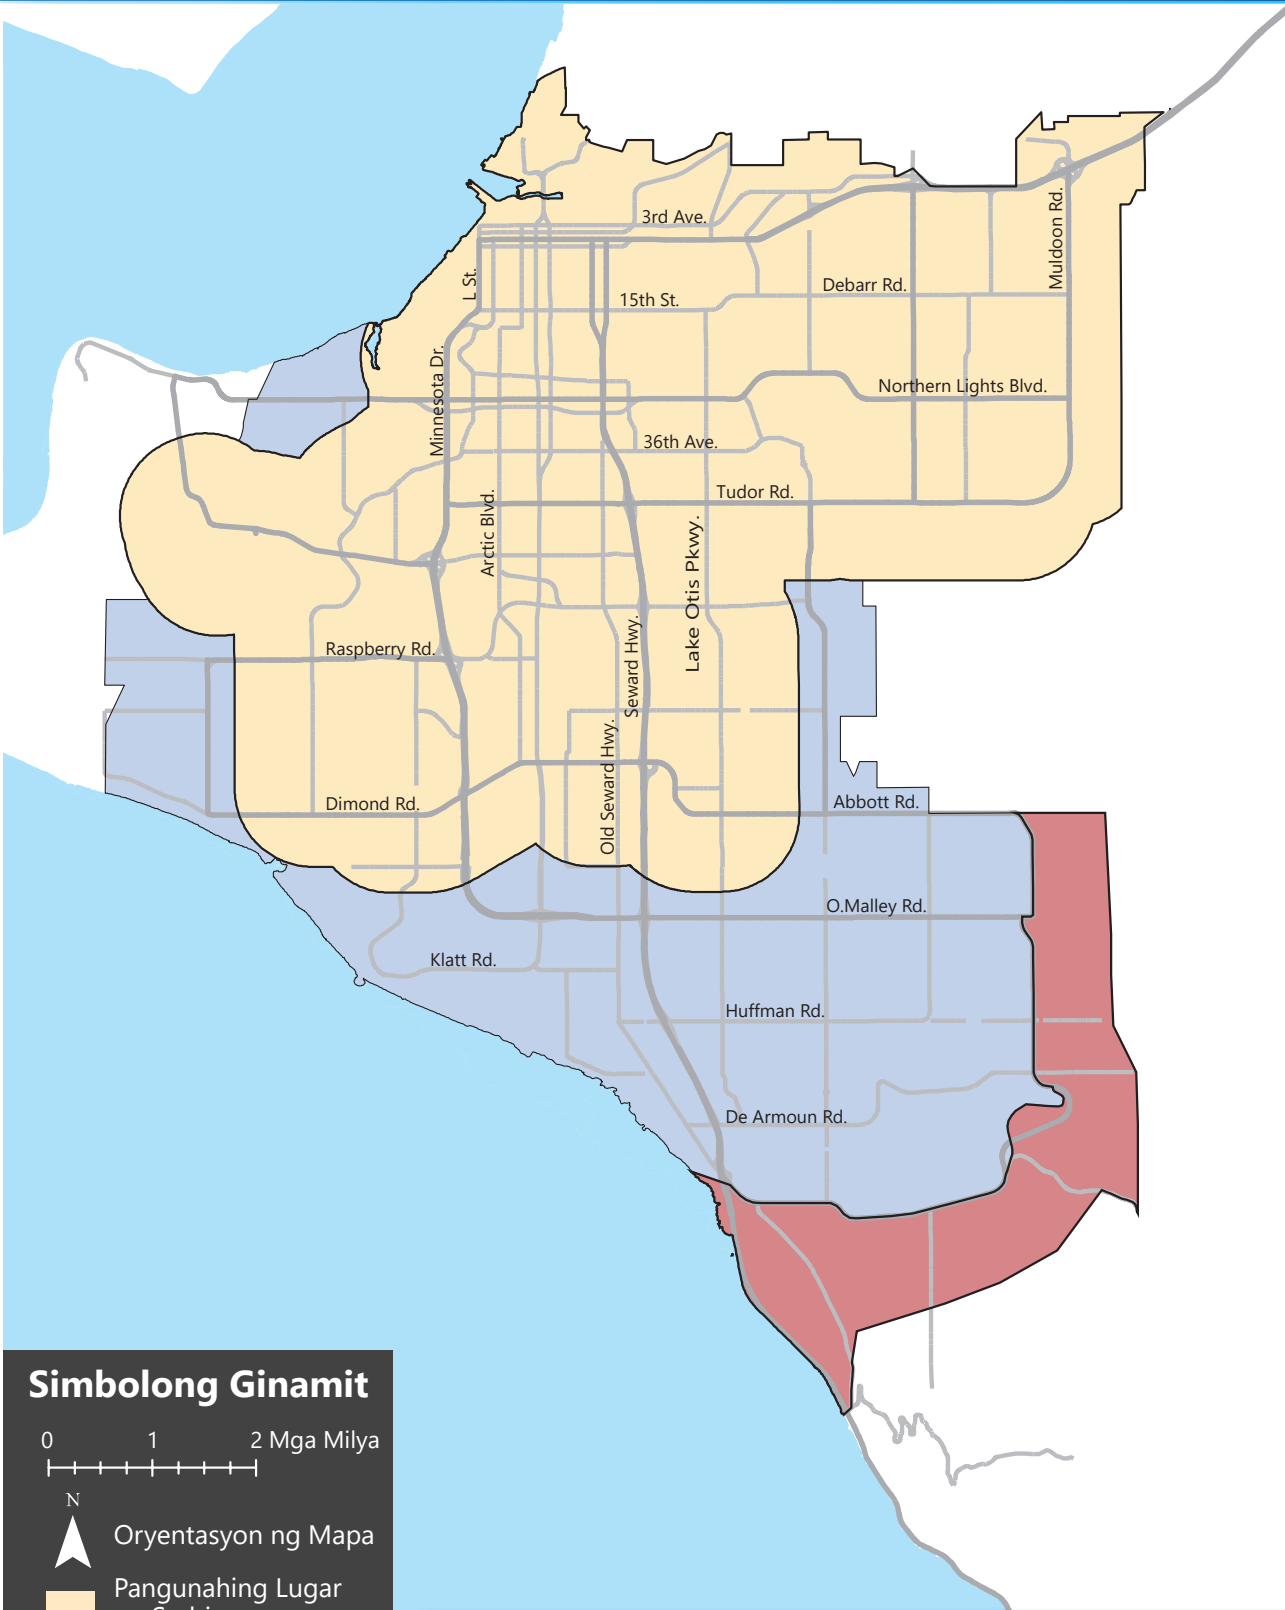 3rd Ave.
Muldoon Rd.
L St.
Debarr Rd.
15th St.
Minnesota Dr.
Northern Lights Blvd.
36th Ave.
Tudor Rd.
Arctic Blvd.
Lake Otis Pkwy.
Seward Hwy.
Raspberry Rd.
Old Seward Hwy.
Dimond Rd.
Abbott Rd.
O.Malley Rd.
Klatt Rd.
Huffman Rd.
De Armoun Rd.
Simbolong Ginamit
0 1 2 Mga Milya
N
Oryentasyon ng Mapa
Pangunahing Lugar